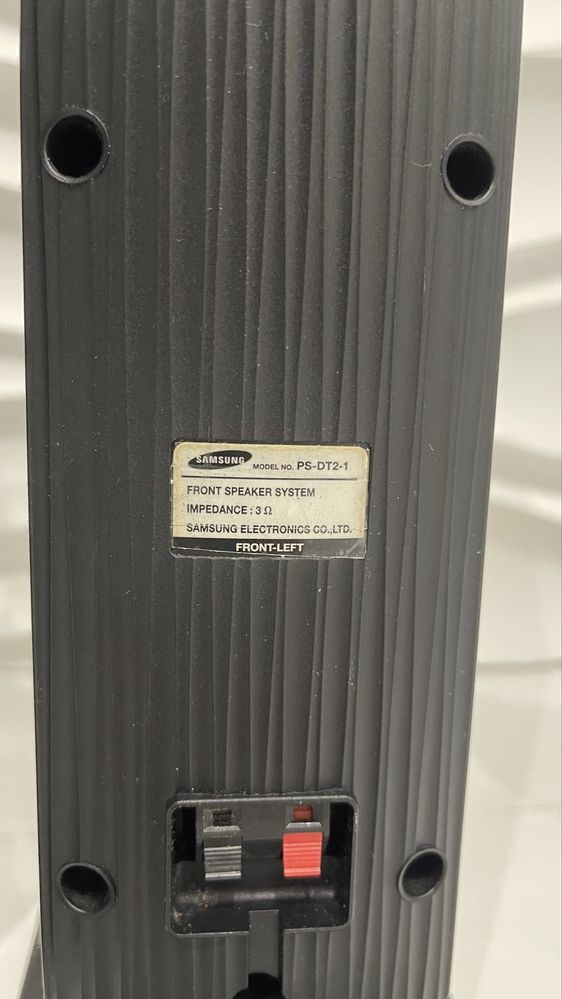 SAMSUNG MODEL NO. PS-DT2-1
FRONT SPEAKER SYSTEM
IMPEDANCE : 3 Ω
SAMSUNG ELECTRONICS CO.,LTD.
FRONT-LEFT